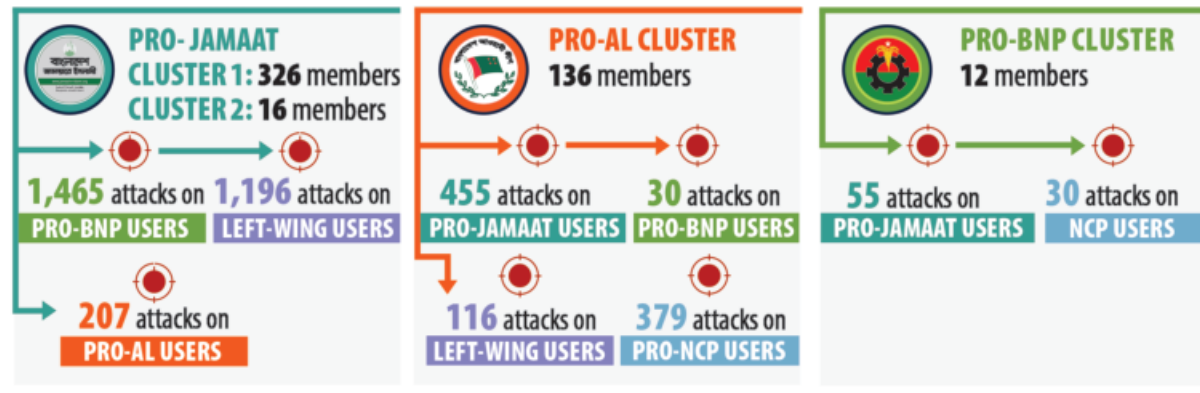 PRO- JAMAAT
CLUSTER 1: 326 members
CLUSTER 2: 16 members
1,465 attacks on
PRO-BNP USERS
1,196 attacks on
LEFT-WING USERS
207 attacks on
PRO-AL USERS
PRO-AL CLUSTER
136 members
455 attacks on
PRO-JAMAAT USERS
30 attacks on
PRO-BNP USERS
116 attacks on
LEFT-WING USERS
379 attacks on
PRO-NCP USERS
PRO-BNP CLUSTER
12 members
55 attacks on
PRO-JAMAAT USERS
30 attacks on
NCP USERS